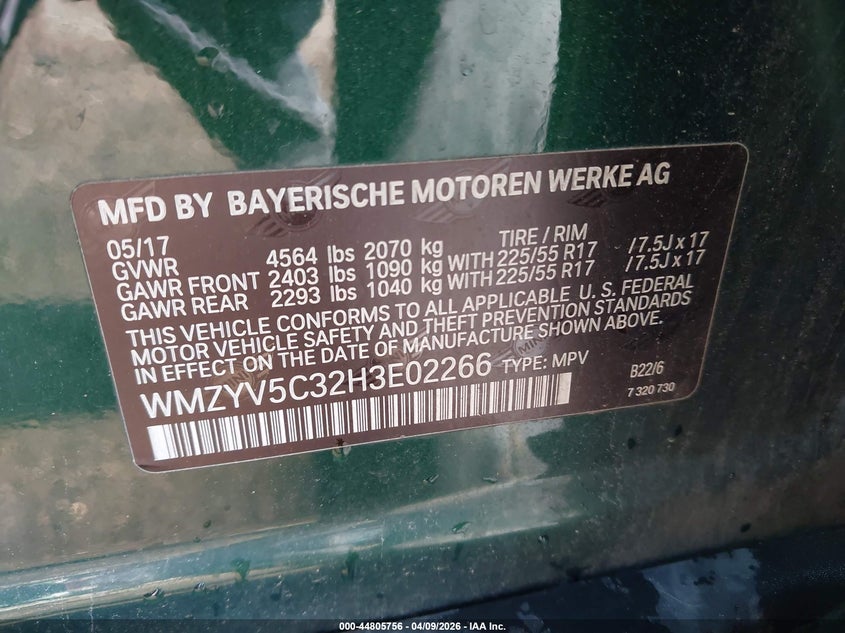 MFD BY BAYERISCHE MOTOREN WERKE AG
05/17 TIRE / RIM
GVWR 4564 lbs 2070 kg
GAWR FRONT 2403 lbs 1090 kg WITH 225/55 R17 /7.5J x 17
GAWR REAR 2293 lbs 1040 kg WITH 225/55 R17 /7.5J x 17
THIS VEHICLE CONFORMS TO ALL APPLICABLE U. S. FEDERAL
MOTOR VEHICLE SAFETY AND THEFT PREVENTION STANDARDS
IN EFFECT ON THE DATE OF MANUFACTURE SHOWN ABOVE.
WMZYV5C32H3E02266 TYPE: MPV B22/6
7 320 730
000-44805756 - 04/09/2026 - IAA Inc.